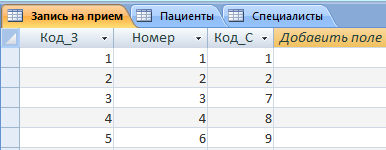 Запись на прием Пациенты Специалисты
Код_З Номер Код_С Добавить поле
1 1 1
2 2 2
3 3 7
4 4 8
5 6 9